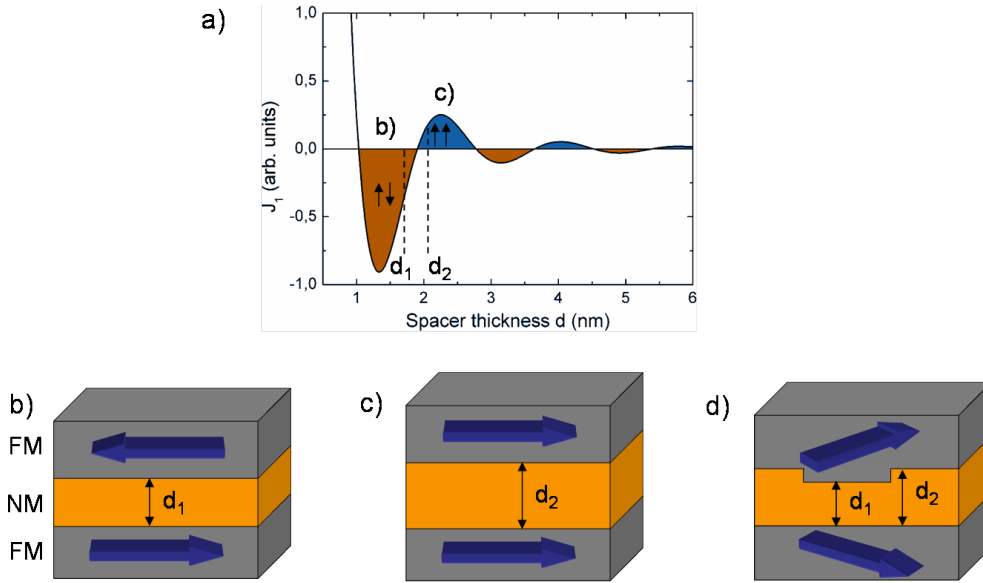 a)
1,0
0,5
0,0
-0,5
-1,0
J1 (arb. units)
b)
c)
d1 d2
1 2 3 4 5 6
Spacer thickness d (nm)
b)
FM
NM
FM
d1
c)
d2
d)
d1
d2